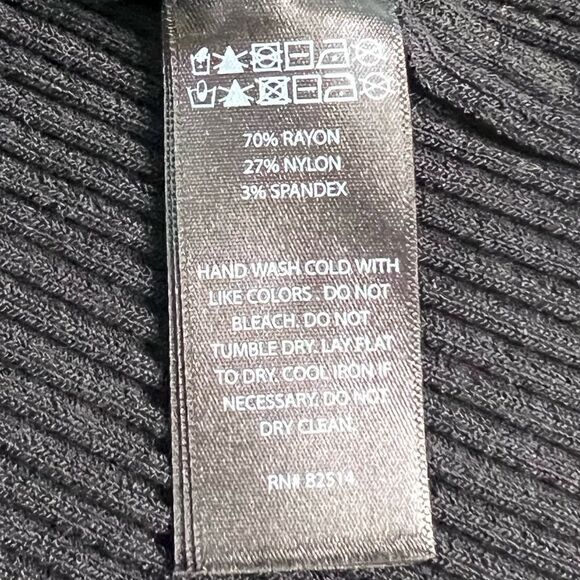 70% RAYON
27% NYLON
3% SPANDEX
HAND WASH COLD WITH
LIKE COLORS . DO NOT
BLEACH. DO NOT
TUMBLE DRY. LAY FLAT
TO DRY. COOL IRON IF
NECESSARY. DO NOT
DRY CLEAN.
RN# 82514